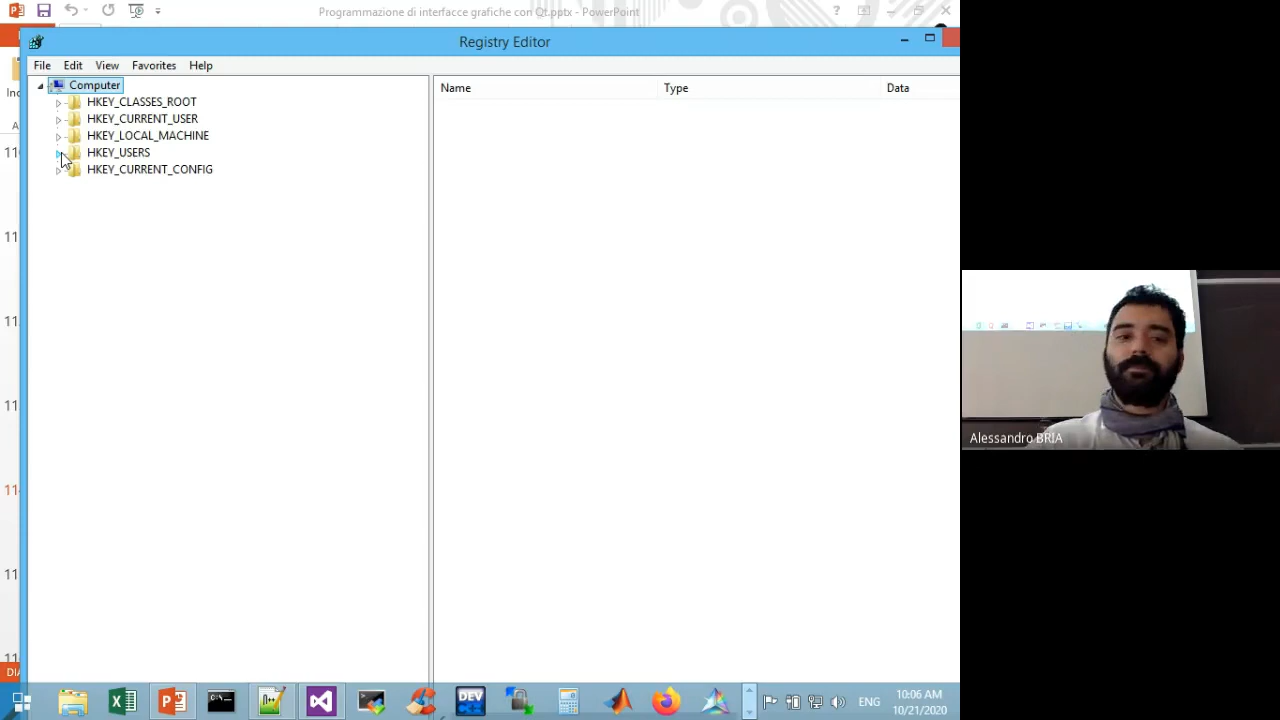 Programmazione di interfacce grafiche con Qt.pptx - PowerPoint
?
Registry Editor
File Edit View Favorites Help
Computer
HKEY_CLASSES_ROOT
HKEY_CURRENT_USER
HKEY_LOCAL_MACHINE
HKEY_USERS
HKEY_CURRENT_CONFIG
Name Type Data
DEV
ENG
10:06 AM
10/21/2020
Alessandro BRIA